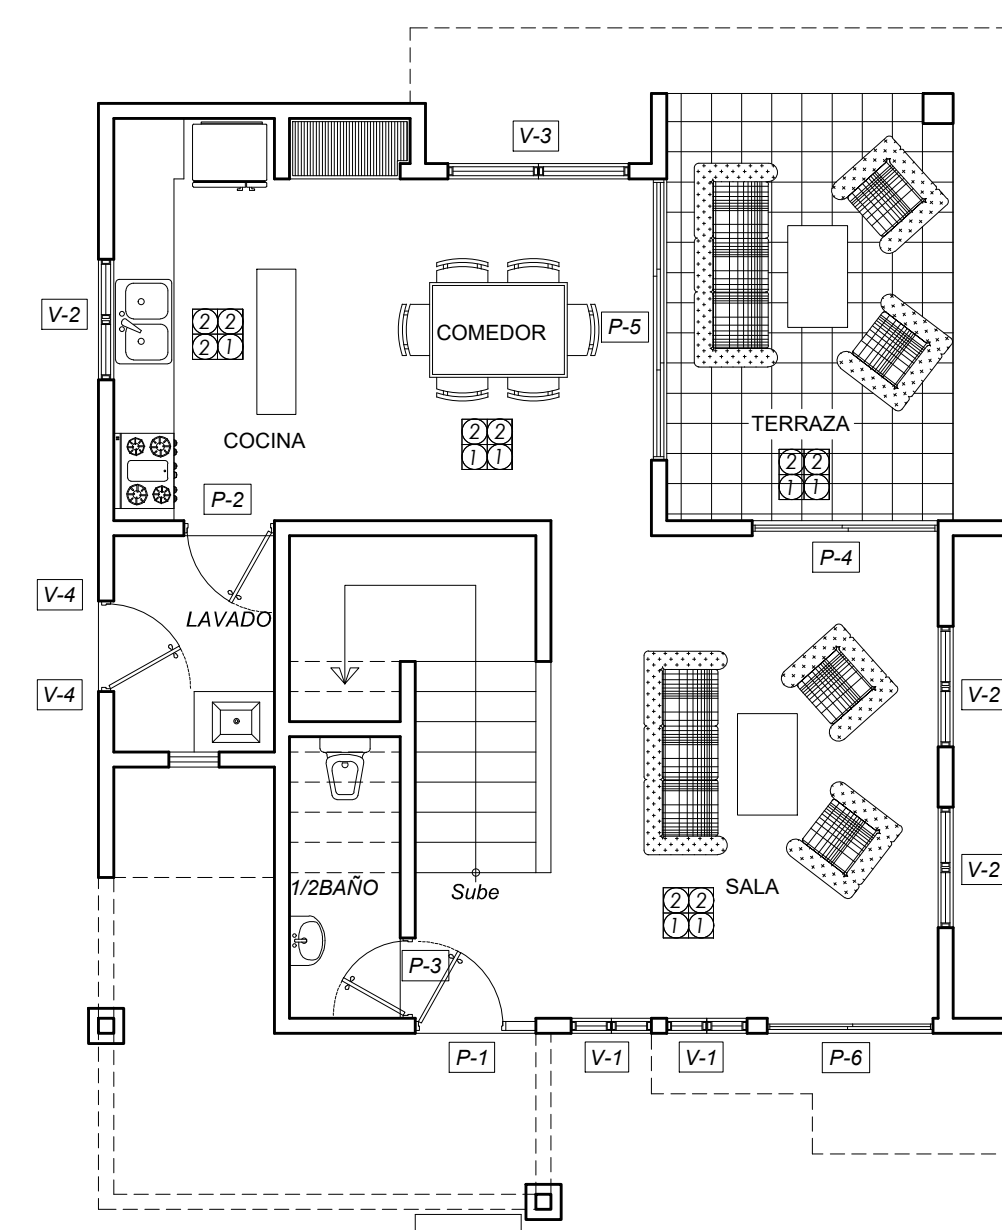 V-3
V-2
2 2
2 1
COMEDOR
P-5
COCINA
2 2
1 1
TERRAZA
2 2
1 1
P-2
P-4
V-4
LAVADO
V-4
V-2
1/2BAÑO
Sube
SALA
V-2
2 2
1 1
P-3
P-1
V-1
V-1
P-6